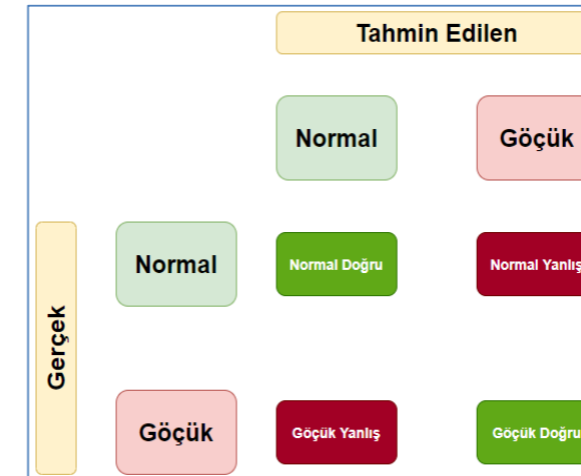 Tahmin Edilen
Normal
Göçük
Gerçek
Normal
Normal Doğru
Normal Yanlış
Göçük
Göçük Yanlış
Göçük Doğru